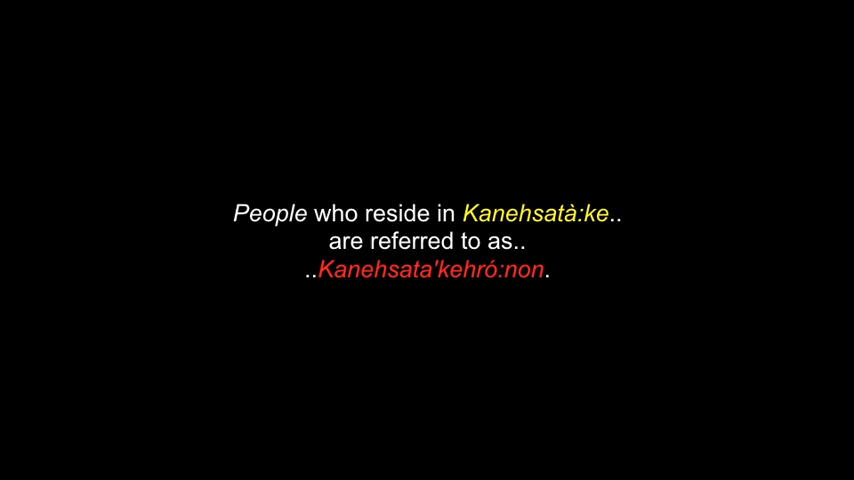 People who reside in Kanehsatà:ke..
are referred to as..
..Kanehsata'kehró:non.